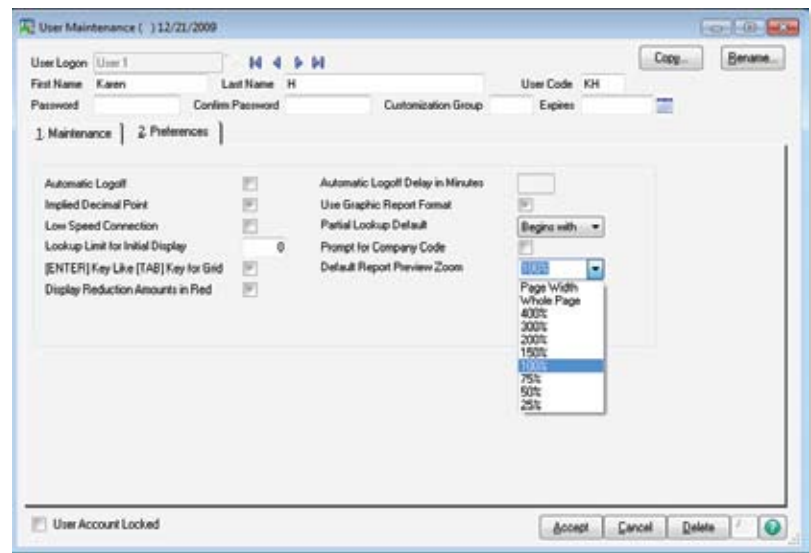 User Maintenance ( ) 12/21/2009
User Logon User 1 Copy... Rename...
First Name Karen Last Name H User Code KH
Password Confirm Password Customization Group Expires
1. Maintenance 2. Preferences
Automatic Logoff Automatic Logoff Delay in Minutes
Implied Decimal Point Use Graphic Report Format
Low Speed Connection Partial Lookup Default Begins with
Lookup Limit for Initial Display 0 Prompt for Company Code
[ENTER] Key Like [TAB] Key for Grid Default Report Preview Zoom 100%
Display Reduction Amounts in Red
Page Width
Whole Page
400%
300%
200%
150%
100%
75%
50%
25%
User Account Locked Accept Cancel Delete